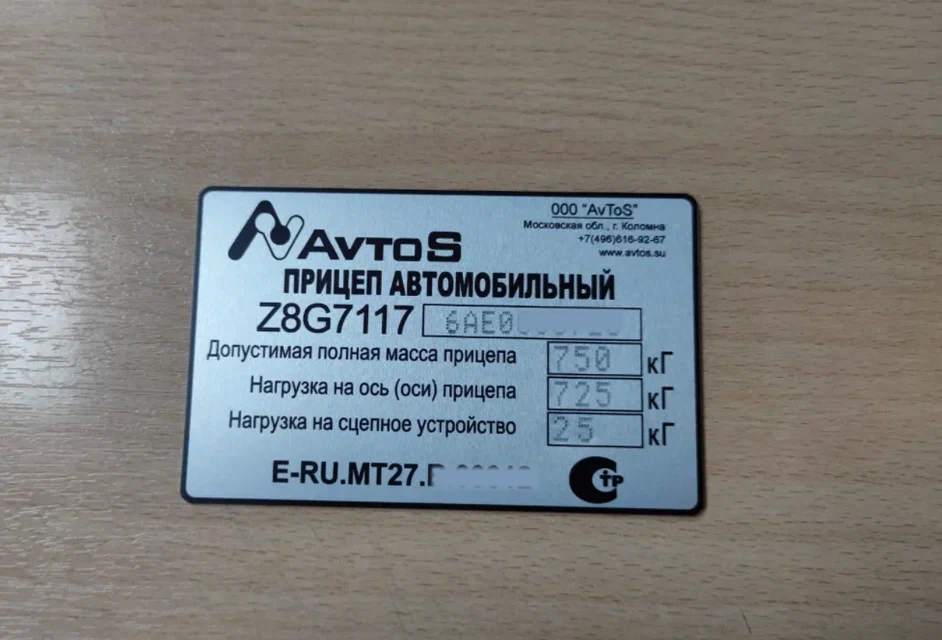 AvtoS
ООО "AvToS"
Московская обл., г. Коломна
+7(496)616-92-67
www.avtos.su
ПРИЦЕП АВТОМОБИЛЬНЫЙ
Z8G7117 6AE0
Допустимая полная масса прицепа 750 кГ
Нагрузка на ось (оси) прицепа 725 кГ
Нагрузка на сцепное устройство 25 кГ
E-RU.MT27.